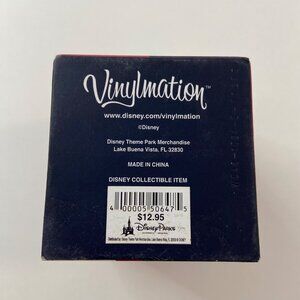 Vinylmation™
www.disney.com/vinylmation
©Disney
Disney Theme Park Merchandise
Lake Buena Vista, FL 32830
MADE IN CHINA
DISNEY COLLECTIBLE ITEM
4 00005 50647 5
$12.95
Disney Parks